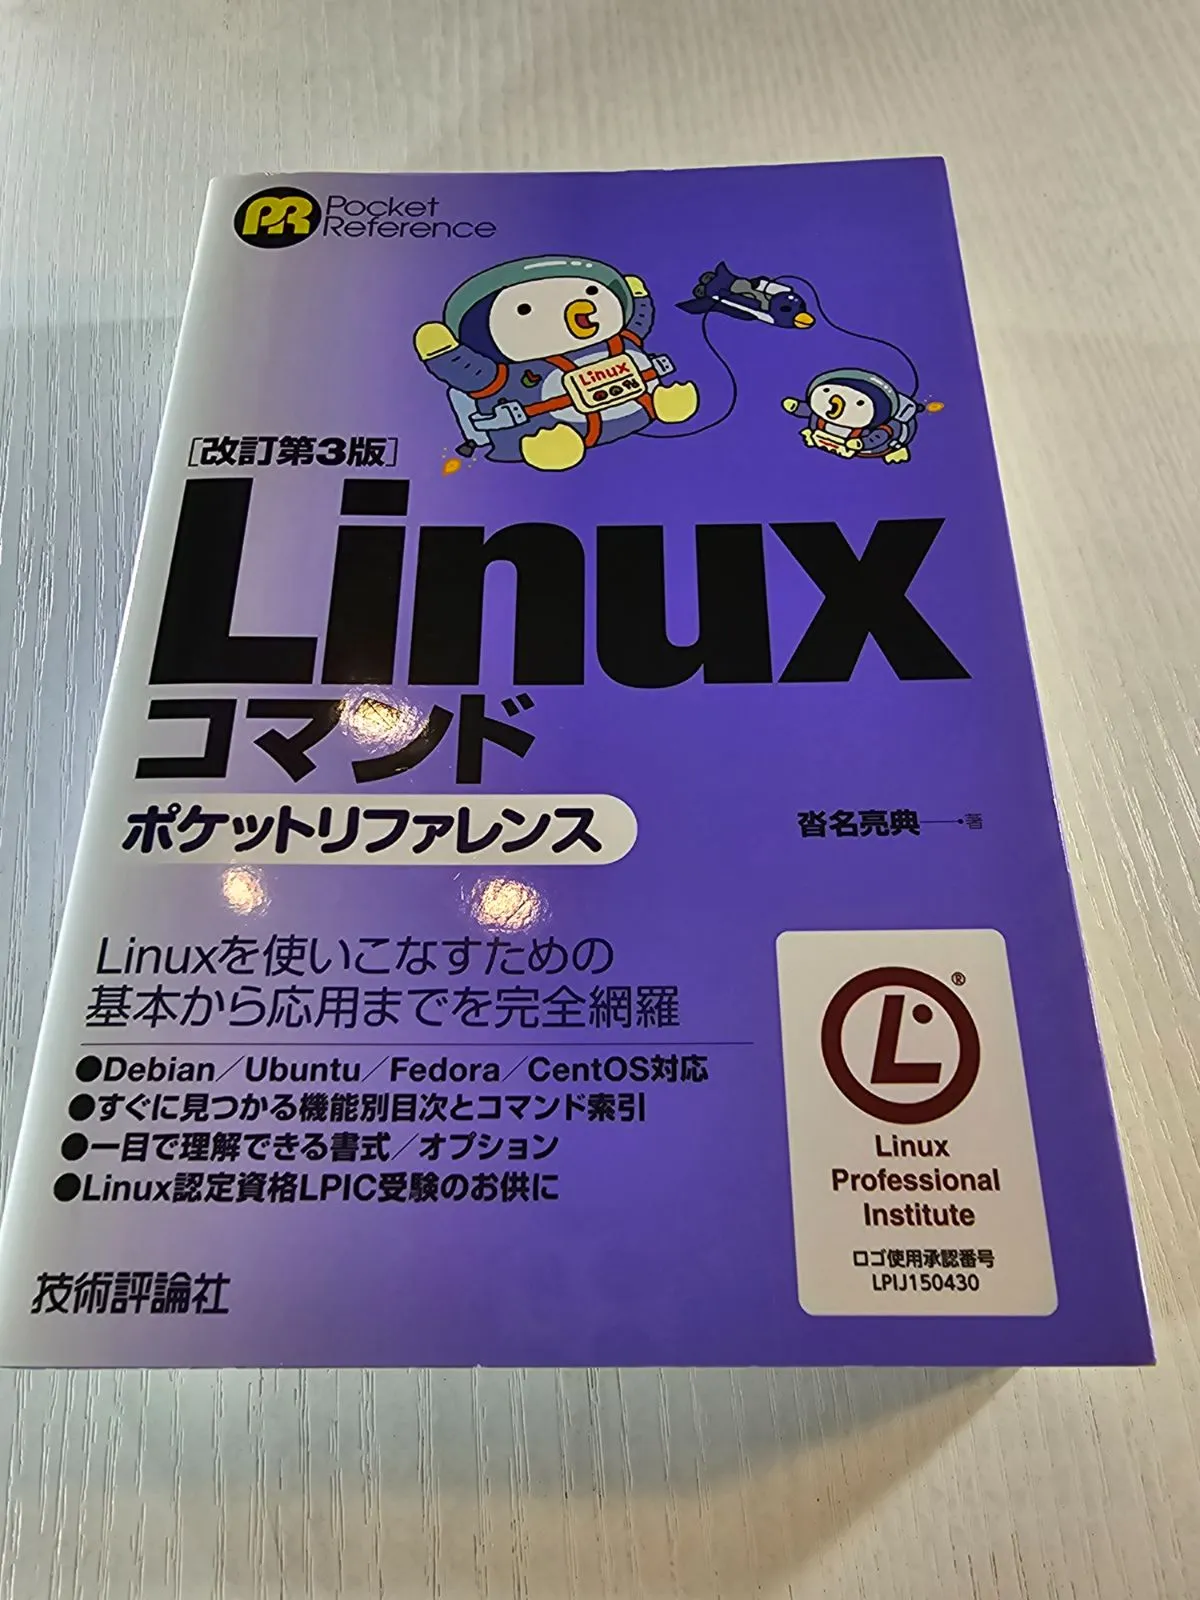 PR Pocket
Reference
Linux
[改訂第3版]
Linux
コマンド
ポケットリファレンス
沓名亮典 著
Linuxを使いこなすための
基本から応用までを完全網羅
●Debian／Ubuntu／Fedora／CentOS対応
●すぐに見つかる機能別目次とコマンド索引
●一目で理解できる書式／オプション
●Linux認定資格LPIC受験のお供に
L ®
Linux
Professional
Institute
ロゴ使用承認番号
LPIJ150430
技術評論社